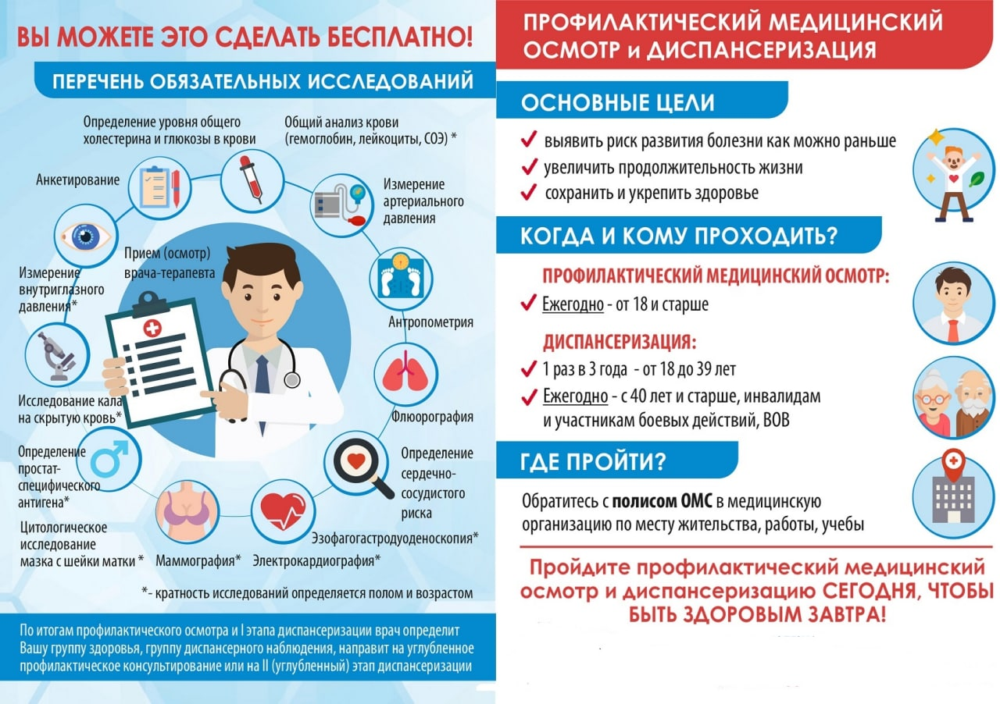 ВЫ МОЖЕТЕ ЭТО СДЕЛАТЬ БЕСПЛАТНО!
ПЕРЕЧЕНЬ ОБЯЗАТЕЛЬНЫХ ИССЛЕДОВАНИЙ
Определение уровня общего
холестерина и глюкозы в крови
Общий анализ крови
(гемоглобин, лейкоциты, СОЭ) *
Анкетирование
Измерение
артериального
давления
Прием (осмотр)
врача-терапевта
Измерение
внутриглазного
давления*
Антропометрия
Исследование кала
на скрытую кровь*
Флюорография
Определение
простат-
специфического
антигена*
Определение
сердечно-
сосудистого
риска
Цитологическое
исследование
мазка с шейки матки *
Маммография*
Электрокардиография*
Эзофагогастродуоденоскопия*
*- кратность исследований определяется полом и возрастом
По итогам профилактического осмотра и I этапа диспансеризации врач определит
Вашу группу здоровья, группу диспансерного наблюдения, направит на углубленное
профилактическое консультирование или на II (углубленный) этап диспансеризации
ПРОФИЛАКТИЧЕСКИЙ МЕДИЦИНСКИЙ
ОСМОТР и ДИСПАНСЕРИЗАЦИЯ
ОСНОВНЫЕ ЦЕЛИ
выявить риск развития болезни как можно раньше
увеличить продолжительность жизни
сохранить и укрепить здоровье
КОГДА И КОМУ ПРОХОДИТЬ?
ПРОФИЛАКТИЧЕСКИЙ МЕДИЦИНСКИЙ ОСМОТР:
Ежегодно - от 18 и старше
ДИСПАНСЕРИЗАЦИЯ:
1 раз в 3 года - от 18 до 39 лет
Ежегодно - с 40 лет и старше, инвалидам
и участникам боевых действий, ВОВ
ГДЕ ПРОЙТИ?
Обратитесь с полисом ОМС в медицинскую
организацию по месту жительства, работы, учебы
Пройдите профилактический медицинский
осмотр и диспансеризацию СЕГОДНЯ, ЧТОБЫ
БЫТЬ ЗДОРОВЫМ ЗАВТРА!